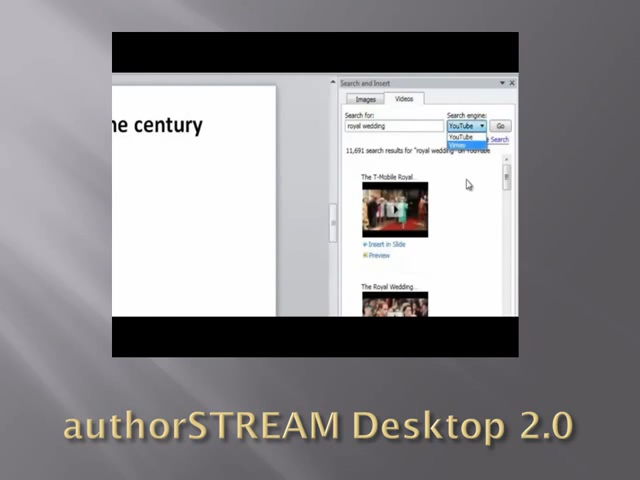 Search and Insert
Images
Videos
he century
Search for:
Search engine:
royal wedding
YouTube
Go
YouTube
Vimeo
Search
11,691 search results for "royal wedding" on YouTube
The T-Mobile Royal...
Insert in Slide
Preview
The Royal Wedding...
authorSTREAM Desktop 2.0